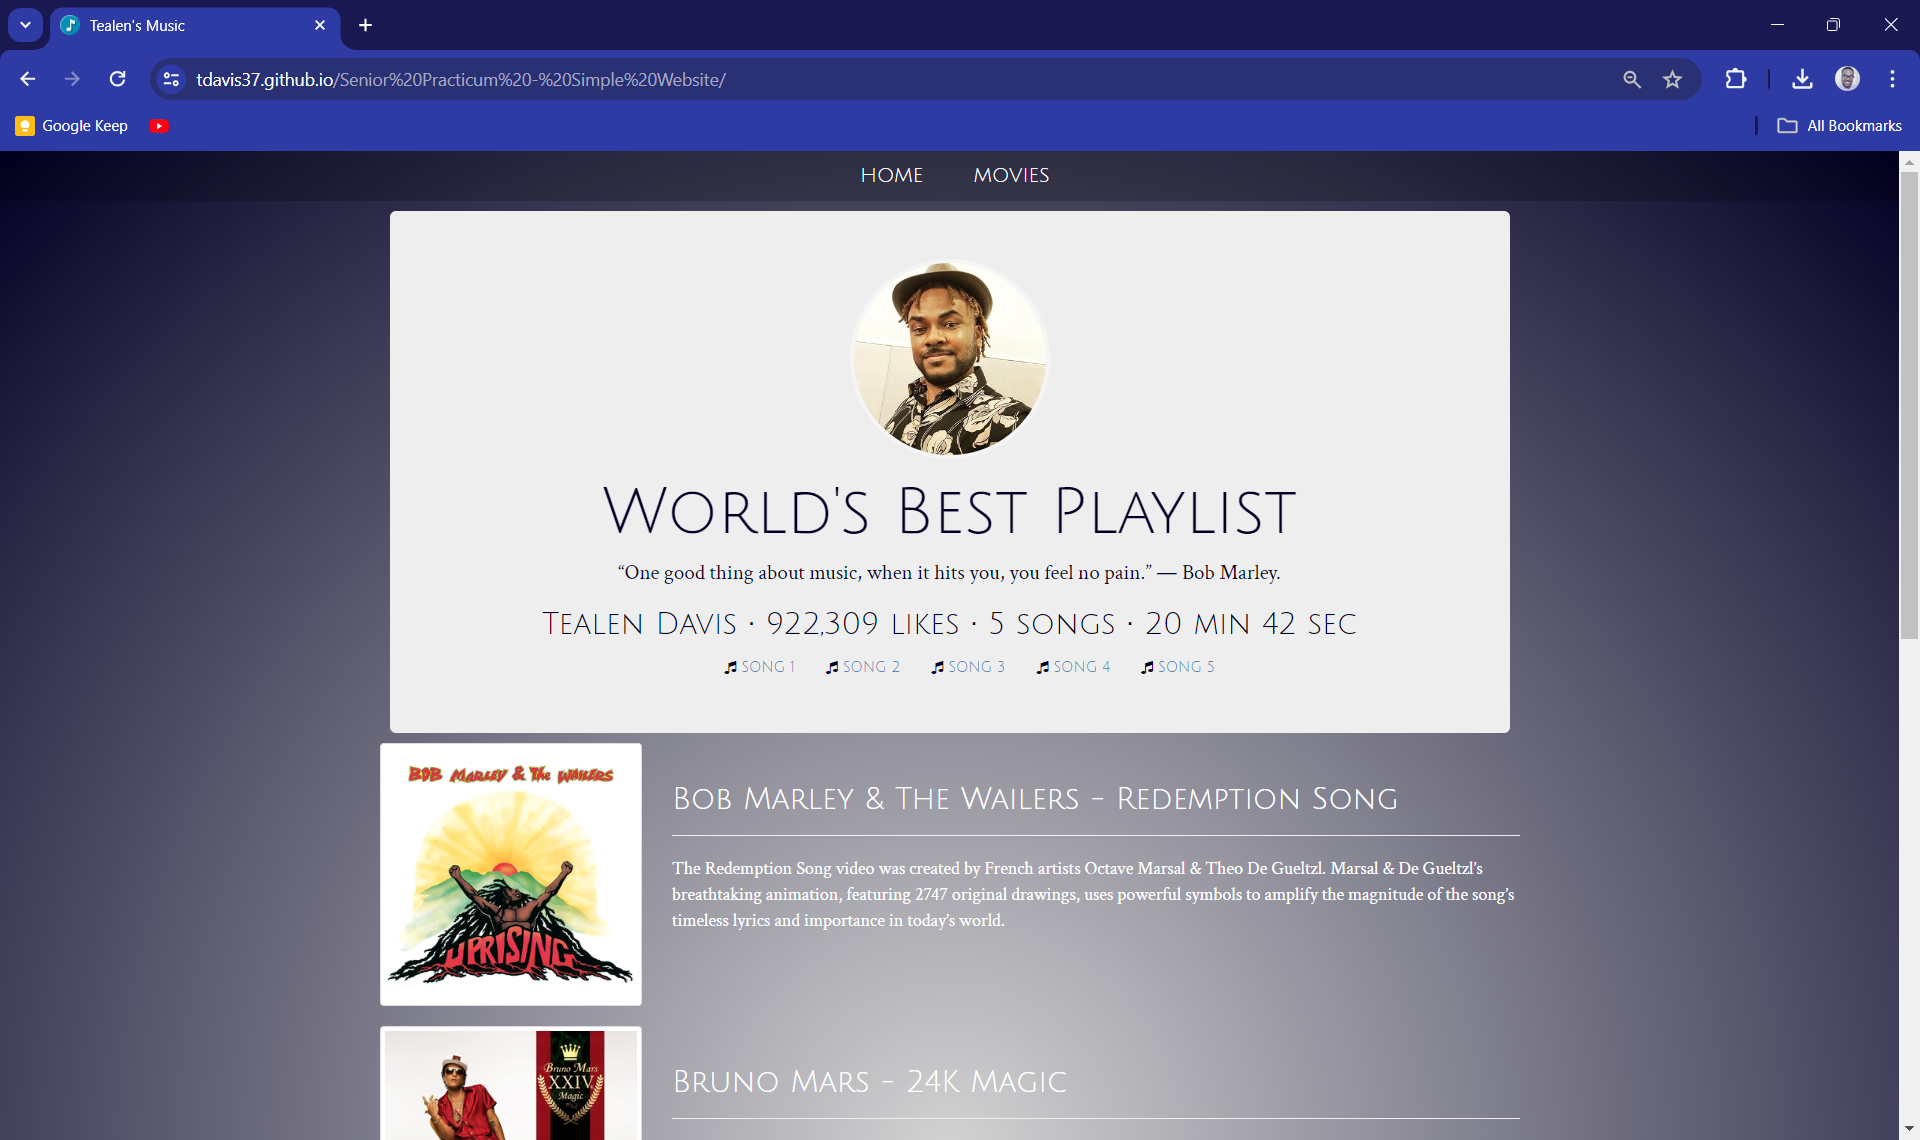 Tealen's Music
tdavis37.github.io/Senior%20Practicum%20-%20Simple%20Website/
Google Keep
All Bookmarks
HOME MOVIES
WORLD'S BEST PLAYLIST
“One good thing about music, when it hits you, you feel no pain.” — Bob Marley.
TEALEN DAVIS · 922,309 LIKES · 5 SONGS · 20 MIN 42 SEC
SONG 1 SONG 2 SONG 3 SONG 4 SONG 5
BOB MARLEY & THE WAILERS
UPRISING
BOB MARLEY & THE WAILERS - REDEMPTION SONG
The Redemption Song video was created by French artists Octave Marsal & Theo De Gueltzl. Marsal & De Gueltzl’s
breathtaking animation, featuring 2747 original drawings, uses powerful symbols to amplify the magnitude of the song’s
timeless lyrics and importance in today’s world.
Bruno Mars
XXIV
Magic
BRUNO MARS - 24K MAGIC